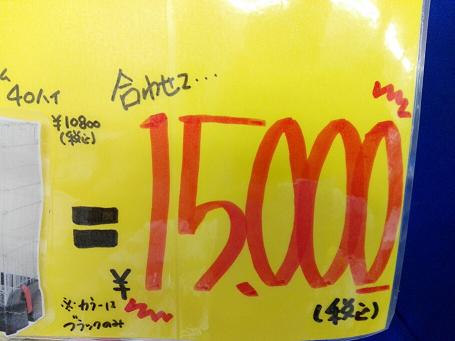 ム
40ハイ
¥10800
(税込)
合わせて…
=
¥15,000
(税込)
※カラーは
ブラックのみ